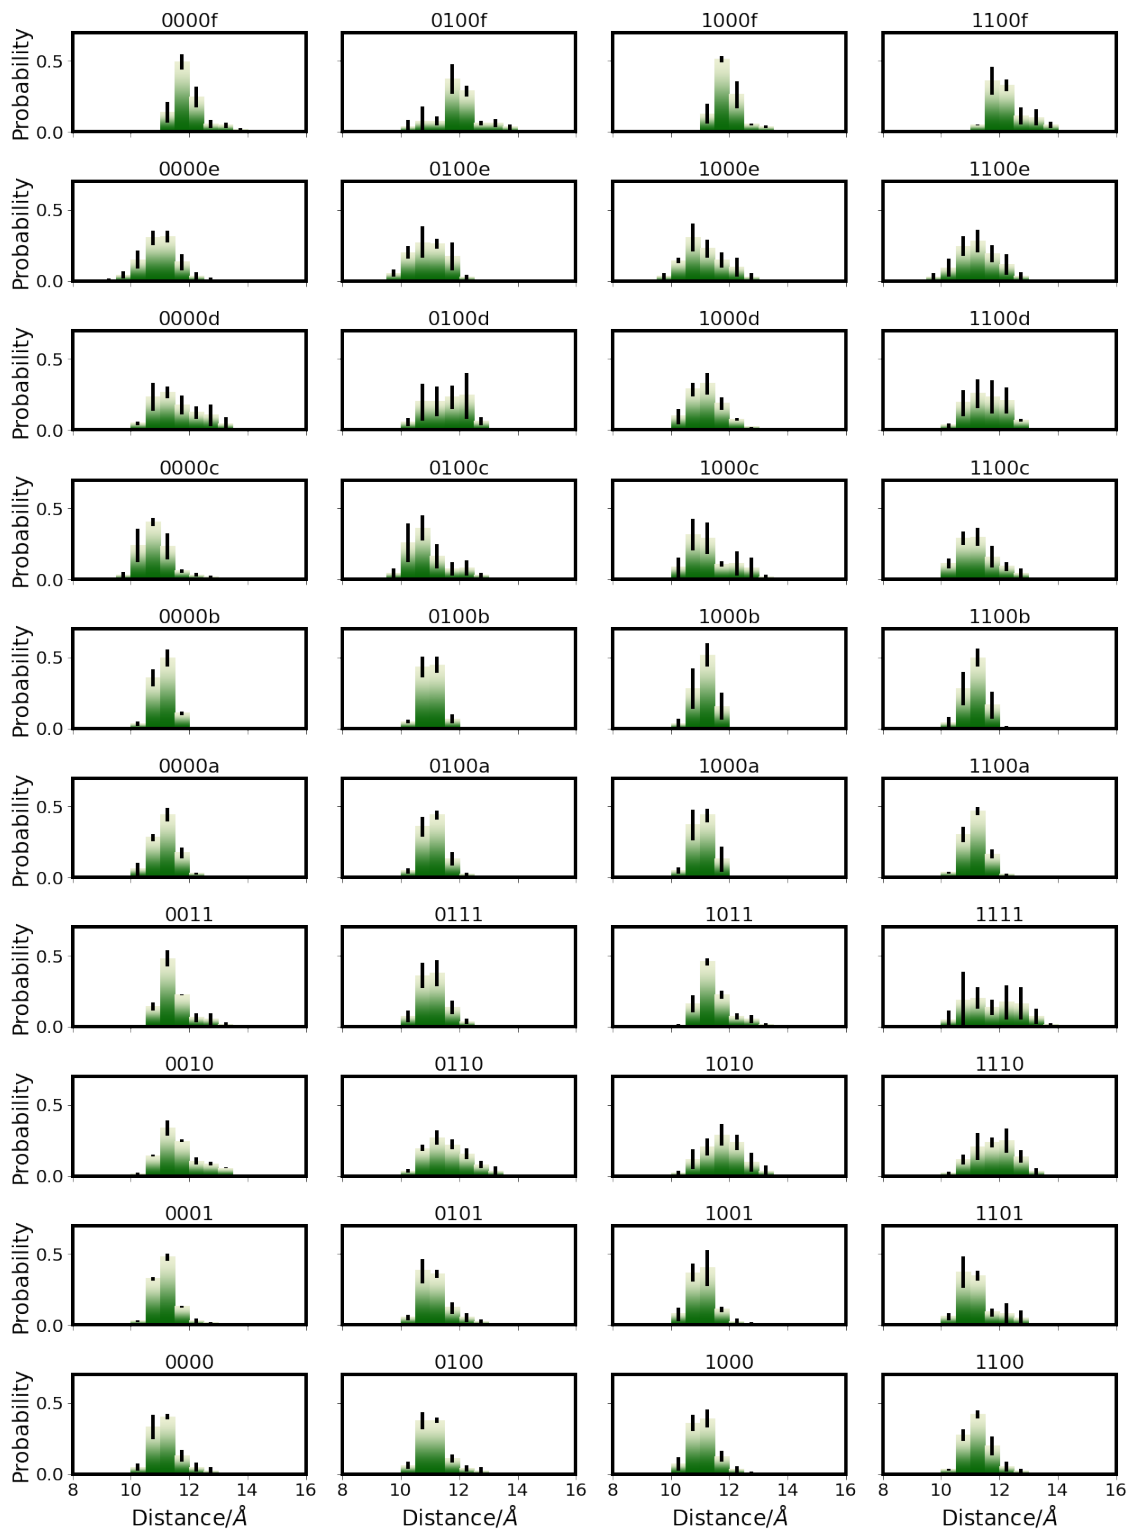 0000f 0100f 1000f 1100f
Probability
0.5
0.0
0000e 0100e 1000e 1100e
Probability
0.5
0.0
0000d 0100d 1000d 1100d
Probability
0.5
0.0
0000c 0100c 1000c 1100c
Probability
0.5
0.0
0000b 0100b 1000b 1100b
Probability
0.5
0.0
0000a 0100a 1000a 1100a
Probability
0.5
0.0
0011 0111 1011 1111
Probability
0.5
0.0
0010 0110 1010 1110
Probability
0.5
0.0
0001 0101 1001 1101
Probability
0.5
0.0
0000 0100 1000 1100
Probability
0.5
0.0
8 10 12 14 16 8 10 12 14 16 8 10 12 14 16 8 10 12 14 16
Distance/Å Distance/Å Distance/Å Distance/Å